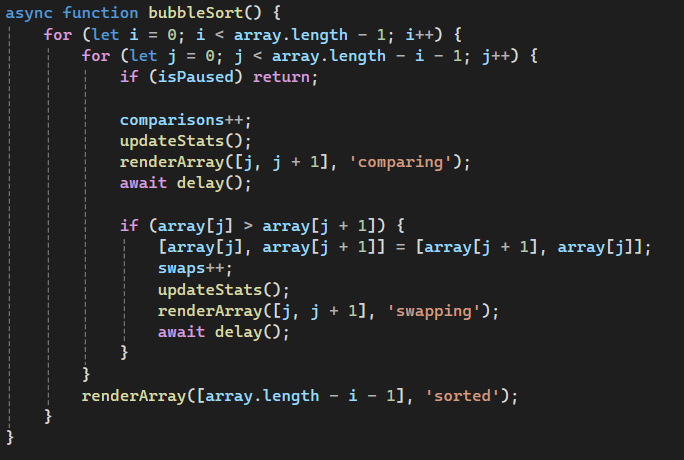 async function bubbleSort() {
    for (let i = 0; i < array.length - 1; i++) {
        for (let j = 0; j < array.length - i - 1; j++) {
            if (isPaused) return;

            comparisons++;
            updateStats();
            renderArray([j, j + 1], 'comparing');
            await delay();

            if (array[j] > array[j + 1]) {
                [array[j], array[j + 1]] = [array[j + 1], array[j]];
                swaps++;
                updateStats();
                renderArray([j, j + 1], 'swapping');
                await delay();
            }
        }
        renderArray([array.length - i - 1], 'sorted');
    }
}